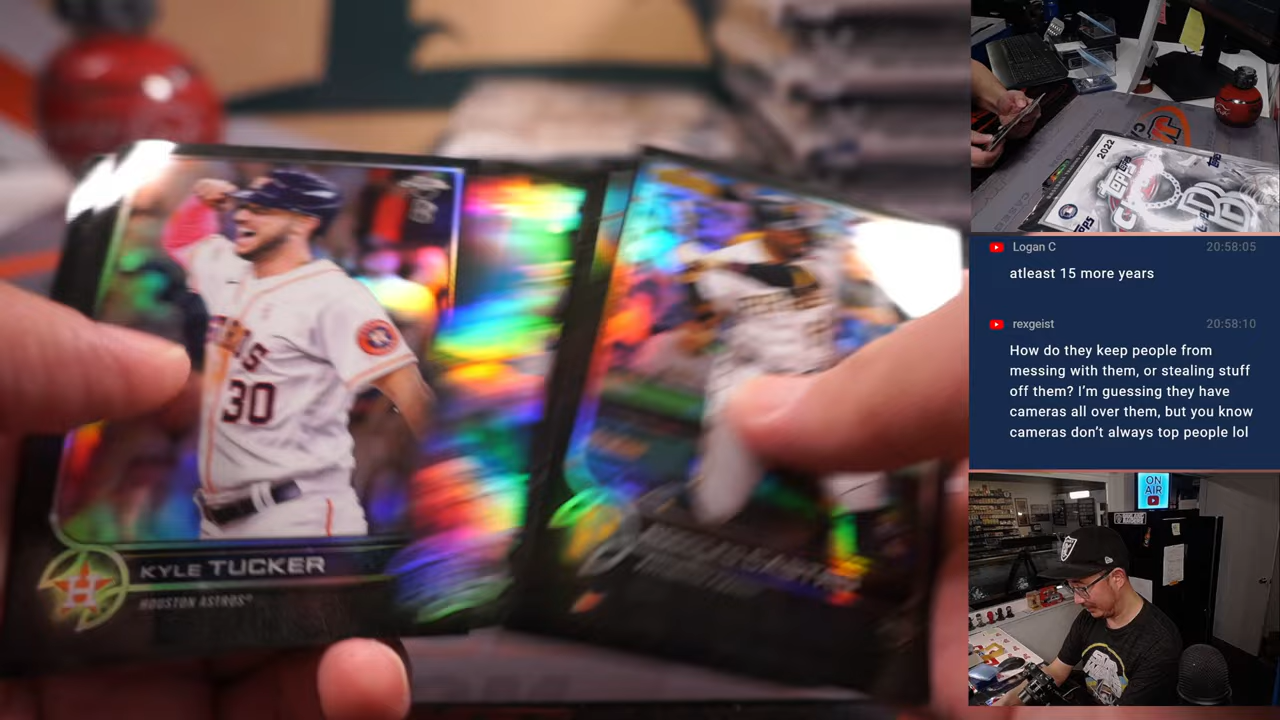 30
KYLE TUCKER
HOUSTON ASTROS
2022
TOPPS
Logan C
20:58:05
atleast 15 more years
rexgeist
20:58:10
How do they keep people from
messing with them, or stealing stuff
off them? I'm guessing they have
cameras all over them, but you know
cameras don't always top people lol
ON
AIR